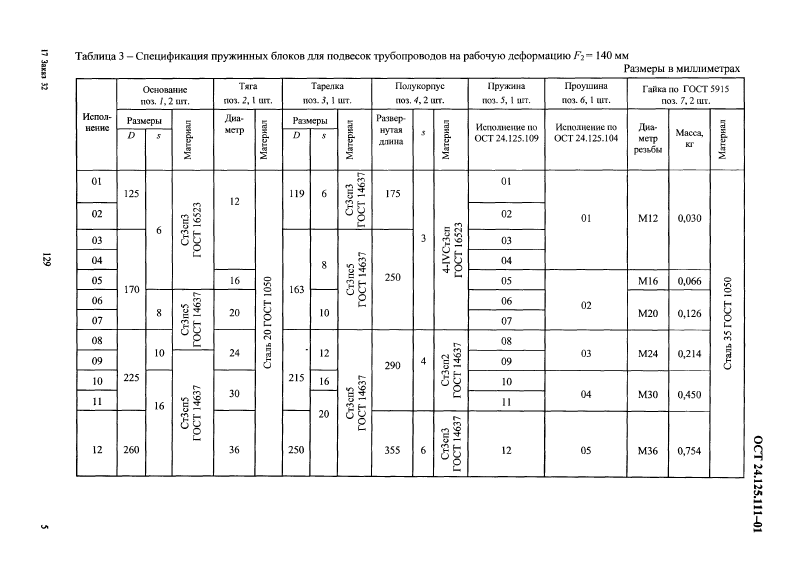 17 Заказ 32
129
5
ОСТ 24.125.111–01
Таблица 3 – Спецификация пружинных блоков для подвесок трубопроводов на рабочую деформацию F2 = 140 мм
Размеры в миллиметрах
Испол-
нение
Основание
поз. 1, 2 шт.
Тяга
поз. 2, 1 шт.
Тарелка
поз. 3, 1 шт.
Полукорпус
поз. 4, 2 шт.
Пружина
поз. 5, 1 шт.
Проушина
поз. 6, 1 шт.
Гайка по ГОСТ 5915
поз. 7, 2 шт.
Размеры
D
s
Материал
Диа-
метр
Материал
Размеры
D
s
Материал
Развер-
нутая
длина
s
Материал
Исполнение по
ОСТ 24.125.109
Исполнение по
ОСТ 24.125.104
Диа-
метр
резьбы
Масса,
кг
Материал
01
02
03
04
05
06
07
08
09
10
11
12
125
170
225
260
6
8
10
16
Ст3сп3
ГОСТ 16523
Ст3пс5
ГОСТ 14637
Ст3сп5
ГОСТ 14637
12
16
20
24
30
36
Сталь 20 ГОСТ 1050
119
163
215
250
6
8
10
12
16
20
Ст3сп3
ГОСТ 14637
Ст3пс5
ГОСТ 14637
Ст3сп5
ГОСТ 14637
175
250
290
355
3
4
6
4-IVСт3сп
ГОСТ 16523
Ст3сп2
ГОСТ 14637
Ст3сп3
ГОСТ 14637
01
02
03
04
05
06
07
08
09
10
11
12
01
02
03
04
05
М12
М16
М20
М24
М30
М36
0,030
0,066
0,126
0,214
0,450
0,754
Сталь 35 ГОСТ 1050